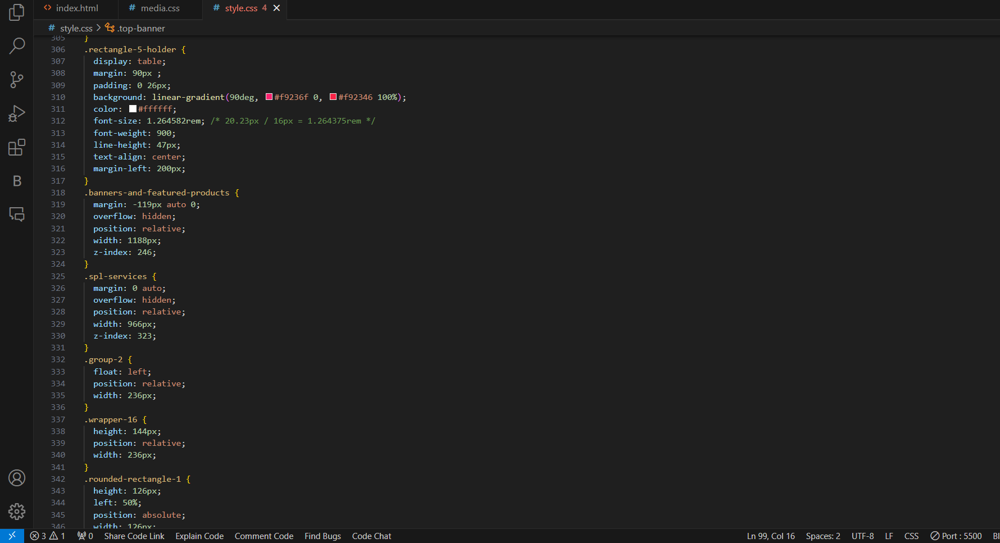 index.html
media.css
style.css 4
style.css > .top-banner
305 }
306 .rectangle-5-holder {
307 display: table;
308 margin: 90px ;
309 padding: 0 26px;
310 background: linear-gradient(90deg, #f9236f 0, #f92346 100%);
311 color: #ffffff;
312 font-size: 1.264582rem; /* 20.23px / 16px = 1.264375rem */
313 font-weight: 900;
314 line-height: 47px;
315 text-align: center;
316 margin-left: 200px;
317 }
318 .banners-and-featured-products {
319 margin: -119px auto 0;
320 overflow: hidden;
321 position: relative;
322 width: 1188px;
323 z-index: 246;
324 }
325 .spl-services {
326 margin: 0 auto;
327 overflow: hidden;
328 position: relative;
329 width: 966px;
330 z-index: 323;
331 }
332 .group-2 {
333 float: left;
334 position: relative;
335 width: 236px;
336 }
337 .wrapper-16 {
338 height: 144px;
339 position: relative;
340 width: 236px;
341 }
342 .rounded-rectangle-1 {
343 height: 126px;
344 left: 50%;
345 position: absolute;
346 width: 126px;
B
3 1 0 Share Code Link Explain Code Comment Code Find Bugs Code Chat Ln 99, Col 16 Spaces: 2 UTF-8 LF CSS Port : 5500 Bl